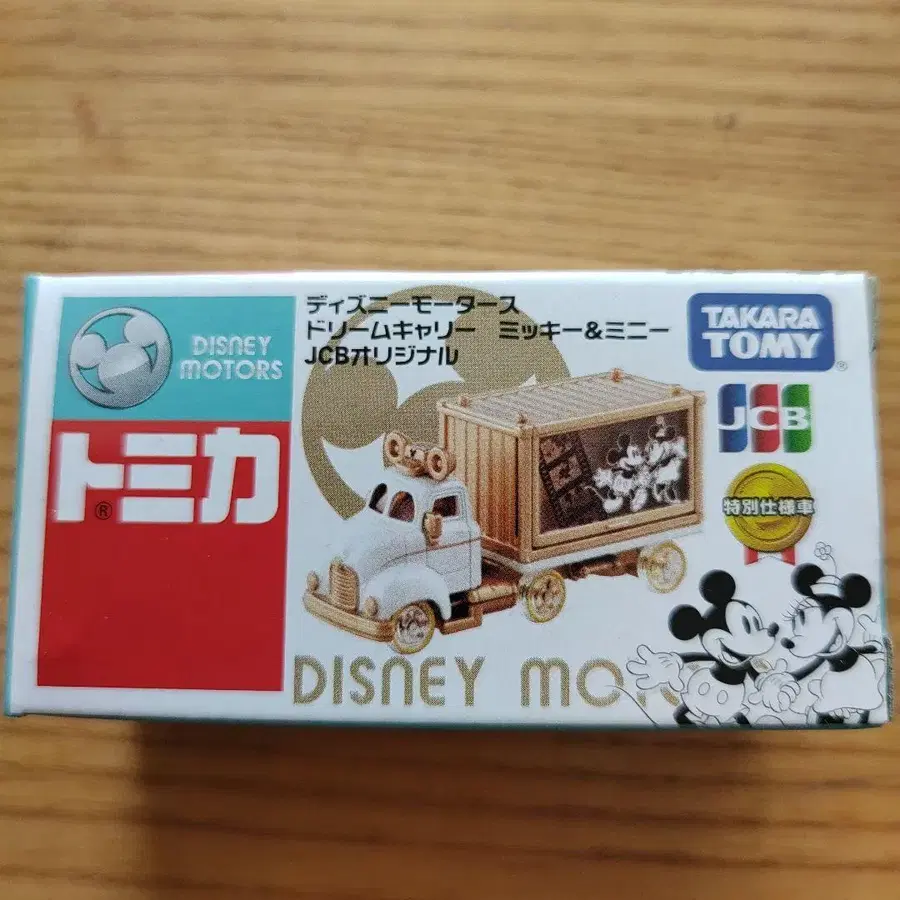 DISNEY
MOTORS
トミカ
®
ディズニーモータース
ドリームキャリー ミッキー&ミニー
JCBオリジナル
TAKARA
TOMY®
JCB
特別仕様車
DISNEY MOTO